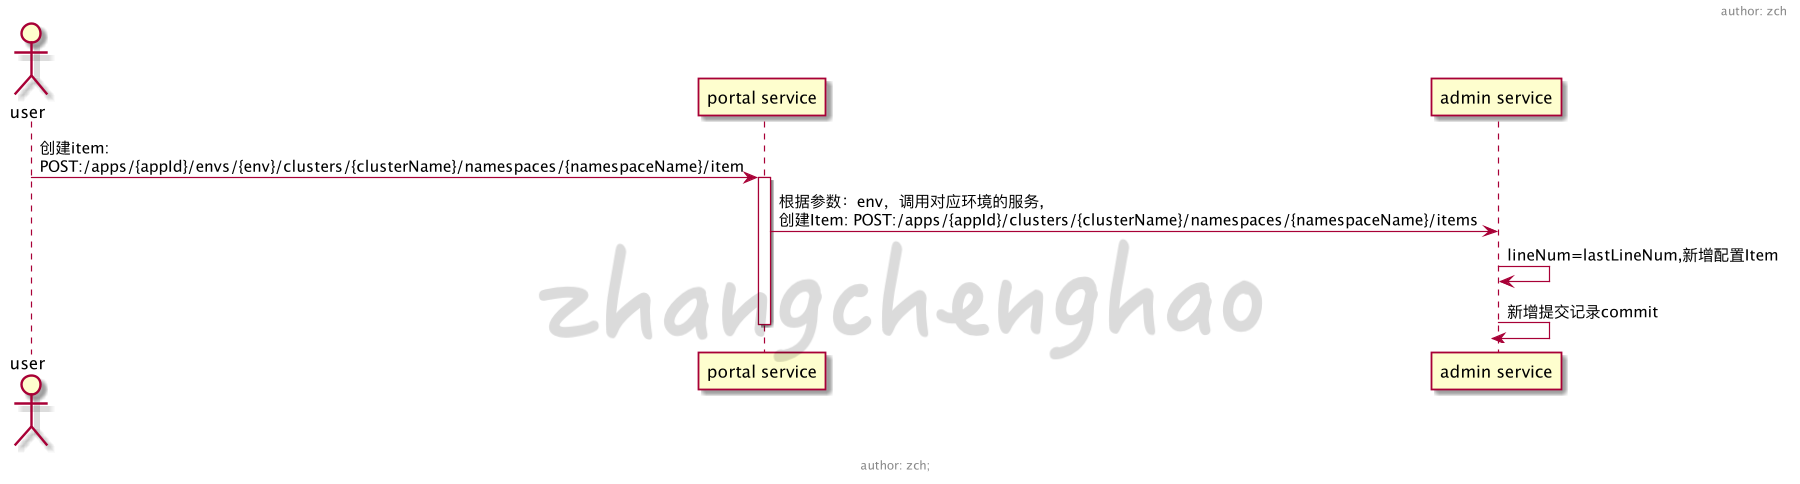 author: zch
user
portal service
admin service
创建item:
POST:/apps/{appId}/envs/{env}/clusters/{clusterName}/namespaces/{namespaceName}/item
根据参数：env，调用对应环境的服务，
创建Item: POST:/apps/{appId}/clusters/{clusterName}/namespaces/{namespaceName}/items
lineNum=lastLineNum,新增配置Item
新增提交记录commit
zhangchenghao
user
portal service
admin service
author: zch;